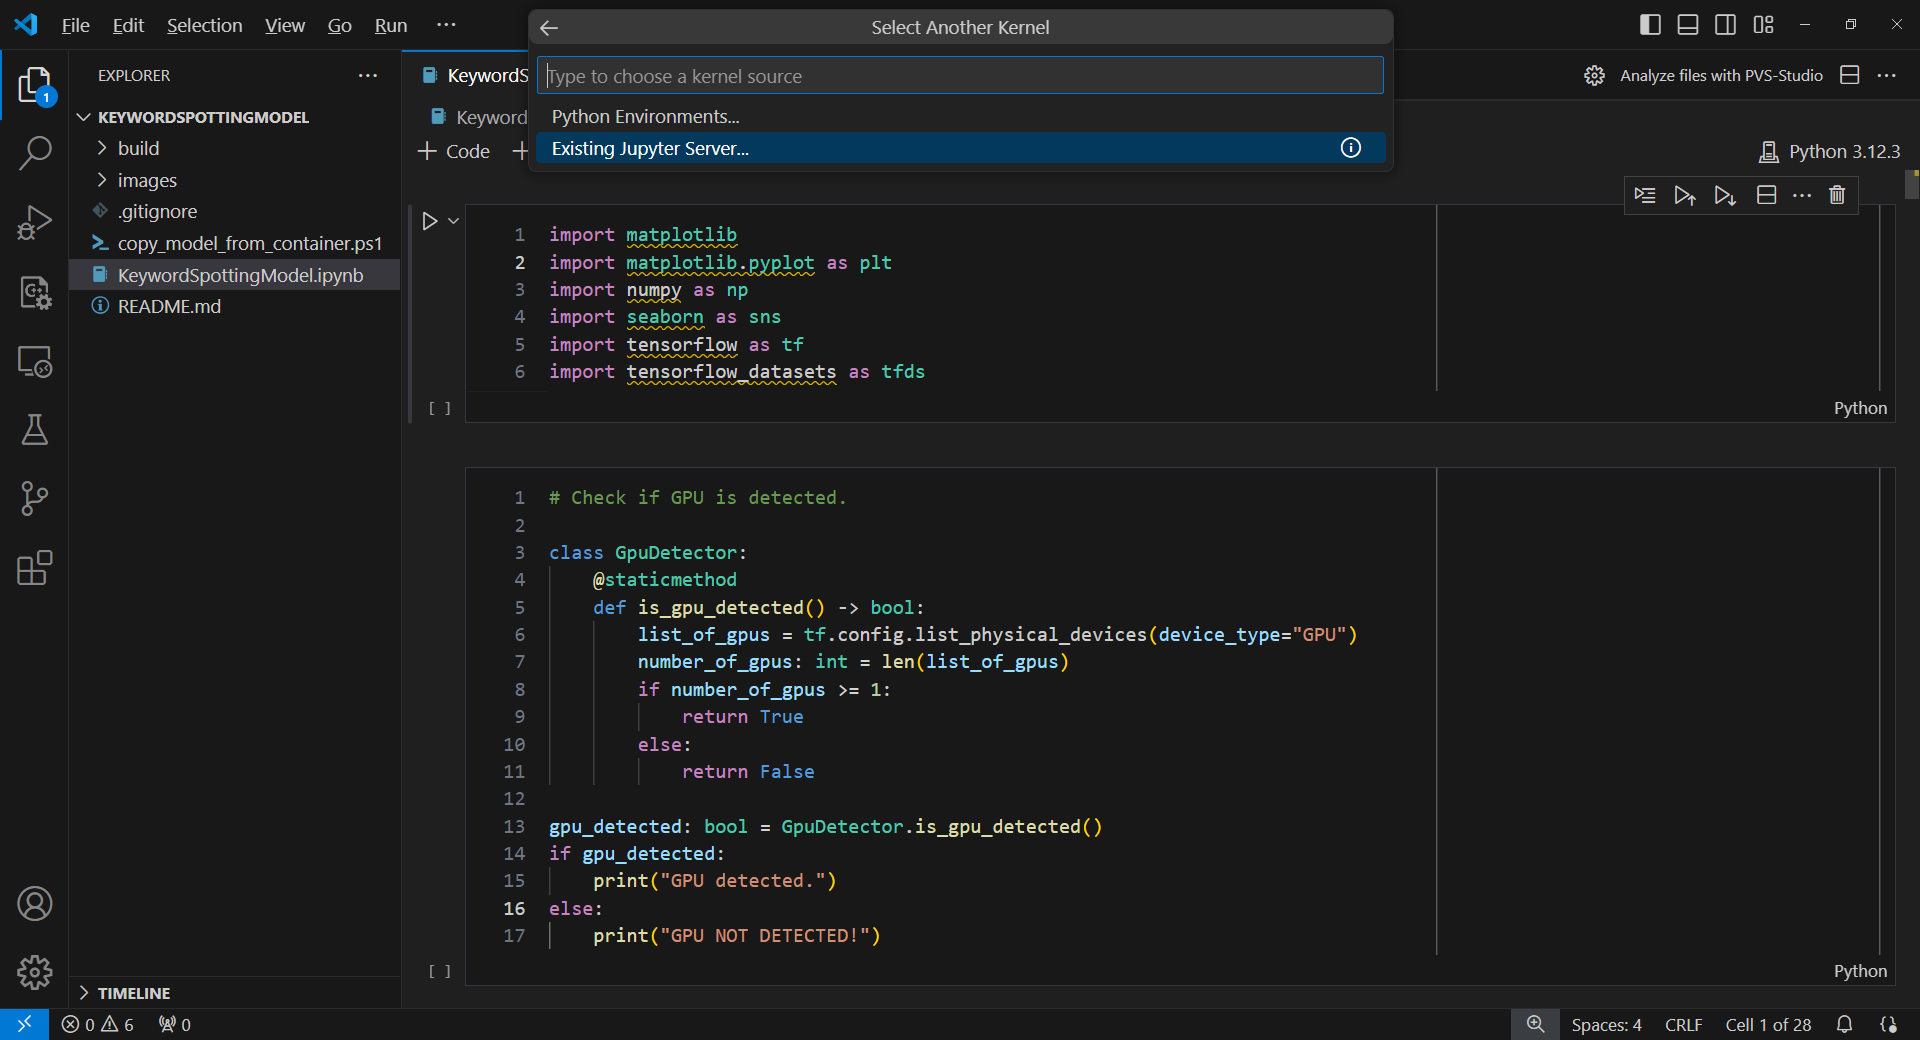 File Edit Selection View Go Run ···
Select Another Kernel
Type to choose a kernel source
Python Environments...
Existing Jupyter Server...
EXPLORER
KEYWORDSPOTTINGMODEL
build
images
.gitignore
copy_model_from_container.ps1
KeywordSpottingModel.ipynb
README.md
TIMELINE
1
KeywordS
Analyze files with PVS-Studio
Keyword
+ Code +
Python 3.12.3
1 import matplotlib
2 import matplotlib.pyplot as plt
3 import numpy as np
4 import seaborn as sns
5 import tensorflow as tf
6 import tensorflow_datasets as tfds
[ ]
Python
1 # Check if GPU is detected.
2
3 class GpuDetector:
4 @staticmethod
5 def is_gpu_detected() -> bool:
6 list_of_gpus = tf.config.list_physical_devices(device_type="GPU")
7 number_of_gpus: int = len(list_of_gpus)
8 if number_of_gpus >= 1:
9 return True
10 else:
11 return False
12
13 gpu_detected: bool = GpuDetector.is_gpu_detected()
14 if gpu_detected:
15 print("GPU detected.")
16 else:
17 print("GPU NOT DETECTED!")
[ ]
Python
0 6 0
Spaces: 4 CRLF Cell 1 of 28